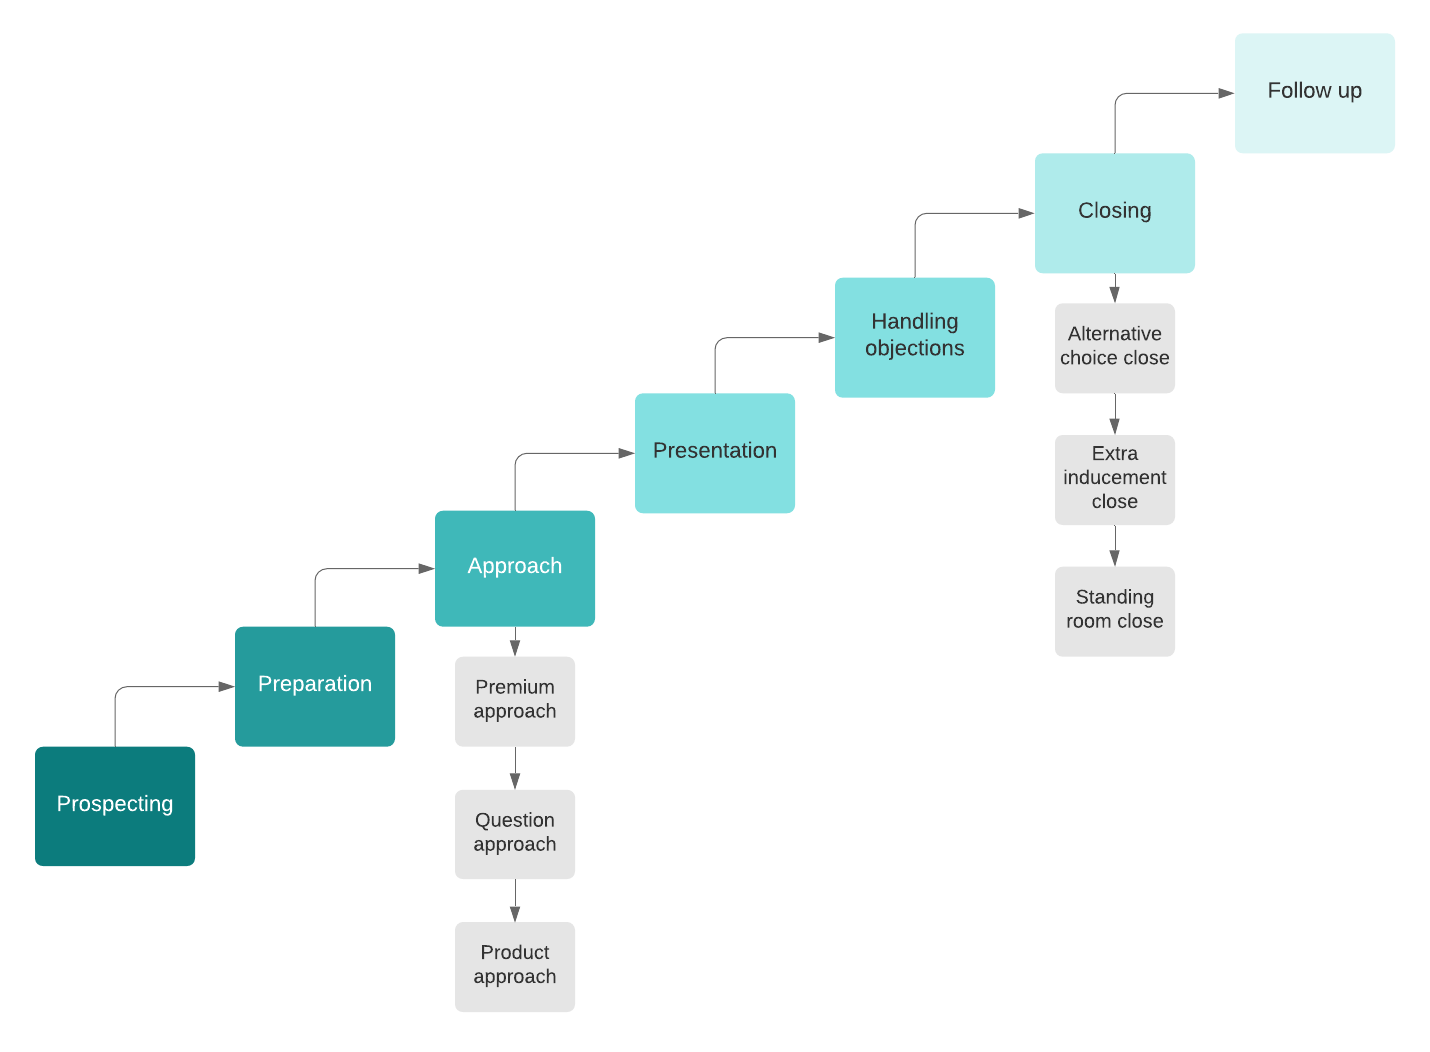 Prospecting
Preparation
Approach
Premium
approach
Question
approach
Product
approach
Presentation
Handling
objections
Closing
Alternative
choice close
Extra
inducement
close
Standing
room close
Follow up